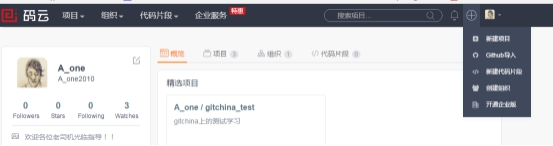 码云 项目 组织 代码片段 企业服务 特惠 搜索项目...
新建项目
Github导入
新建代码片段
创建组织
开通企业版
A_one
A_one2010
0 0 0 3
Followers Stars Following Watches
欢迎各位老司机光临指导！！
概览 项目 3 组织 1 代码片段 0
精选项目
A_one / gitchina_test
gitchina上的测试学习